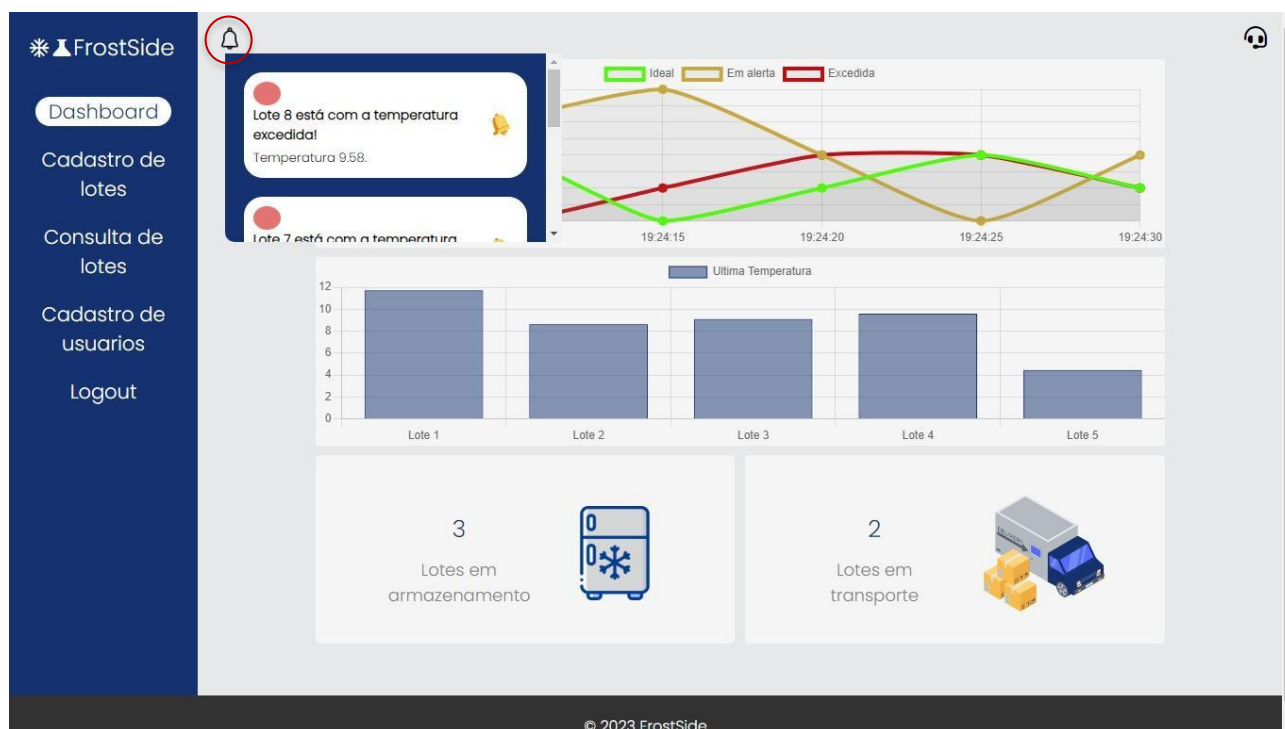 FrostSide
Dashboard
Cadastro de
lotes
Consulta de
lotes
Cadastro de
usuarios
Logout
Lote 8 está com a temperatura
excedida!
Temperatura 9.58.
Lote 7 está com a temperatura
Ideal Em alerta Excedida
19:24:15 19:24:20 19:24:25 19:24:30
Ultima Temperatura
12
10
8
6
4
2
0
Lote 1 Lote 2 Lote 3 Lote 4 Lote 5
3
Lotes em
armazenamento
2
Lotes em
transporte
© 2023 FrostSide